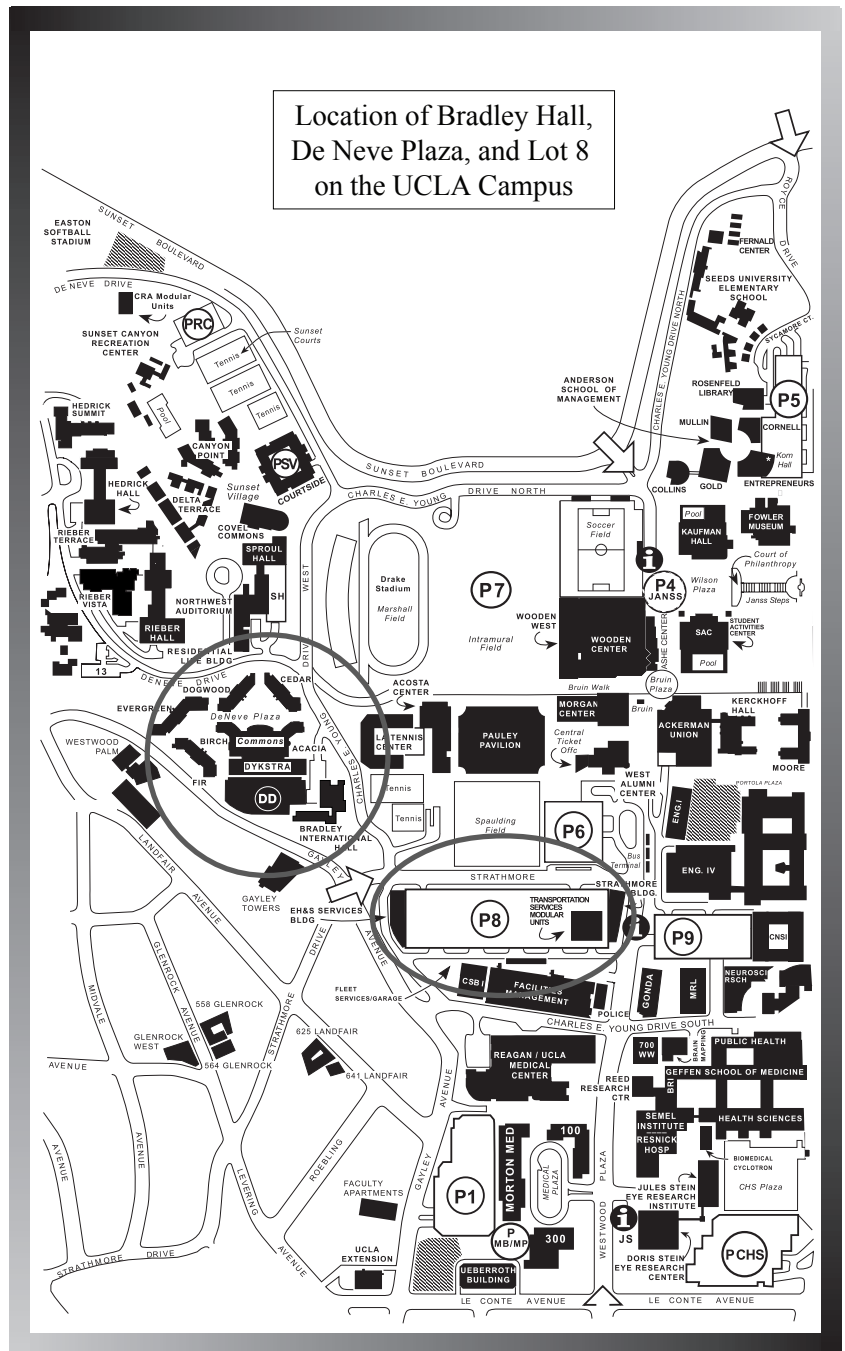 Location of Bradley Hall,
De Neve Plaza, and Lot 8
on the UCLA Campus
EASTON
SOFTBALL
STADIUM
SUNSET
BOULEVARD
DE NEVE DRIVE
CRA Modular
Units
SUNSET CANYON
RECREATION
CENTER
PRC
Sunset
Courts
Tennis
Tennis
Tennis
Pool
HEDRICK
SUMMIT
CANYON
POINT
PSV
COURTSIDE
HEDRICK
HALL
DELTA
TERRACE
Sunset
Village
COVEL
COMMONS
RIEBER
TERRACE
SPROUL
HALL
RIEBER
VISTA
NORTHWEST
AUDITORIUM
SH
RIEBER
HALL
RESIDENTIAL
LIFE BLDG
13
SUNSET BOULEVARD
CHARLES E. YOUNG DRIVE NORTH
ROYCE DRIVE
FERNALD
CENTER
SEEDS UNIVERSITY
ELEMENTARY
SCHOOL
SYCAMORE CT.
CHARLES E. YOUNG DRIVE NORTH
ANDERSON
SCHOOL OF
MANAGEMENT
ROSENFELD
LIBRARY
P5
MULLIN
CORNELL
Korn
Hall
*
COLLINS
GOLD
ENTREPRENEURS
Soccer
Field
Pool
KAUFMAN
HALL
FOWLER
MUSEUM
Court of
Philanthropy
i
P4
JANSS
Wilson
Plaza
Janss Steps
Drake
Stadium
Marshall
Field
P7
WOODEN
WEST
WOODEN
CENTER
Intramural
Field
ASHE CENTER
SAC
STUDENT
ACTIVITIES
CENTER
Pool
DENEVE DRIVE
CHARLES E. YOUNG
DRIVE WEST
DOGWOOD
CEDAR
EVERGREEN
DeNeve Plaza
BIRCH
Commons
ACACIA
DYKSTRA
FIR
DD
BRADLEY
INTERNATIONAL
HALL
WESTWOOD
PALM
ACOSTA
CENTER
LA TENNIS
CENTER
PAULEY
PAVILION
Bruin Walk
MORGAN
CENTER
Bruin
Bruin
Plaza
Central
Ticket
Offc
ACKERMAN
UNION
KERCKHOFF
HALL
MOORE
Tennis
Tennis
Spaulding
Field
WEST
ALUMNI
CENTER
PORTOLA PLAZA
ENG.I
P6
Bus
Terminal
ENG. IV
LANDFAIR
AVENUE
GAYLEY
AVENUE
GAYLEY
TOWERS
STRATHMORE
STRATHMORE
BLDG.
EH&S SERVICES
BLDG
P8
TRANSPORTATION
SERVICES
MODULAR
UNITS
i
P9
CNSI
FLEET
SERVICES/GARAGE
CSB I
FACILITIES
MANAGEMENT
POLICE
GONDA
MRL
NEUROSCI
RSCH
CHARLES E. YOUNG DRIVE SOUTH
MIDVALE
AVENUE
GLENROCK
AVENUE
STRATHMORE
DRIVE
558 GLENROCK
GLENROCK
WEST
564 GLENROCK
625 LANDFAIR
641 LANDFAIR
REAGAN / UCLA
MEDICAL
CENTER
700
WW
BRAIN
MAPPING
PUBLIC HEALTH
GEFFEN SCHOOL OF MEDICINE
REED
RESEARCH
CTR
BRI
SEMEL
INSTITUTE
RESNICK
HOSP
HEALTH SCIENCES
BIOMEDICAL
CYCLOTRON
CHS Plaza
AVENUE
AVENUE
LEVERING
AVENUE
ROEBLING
GAYLEY
AVENUE
P1
MORTON MED
100
MEDICAL
PLAZA
WESTWOOD
PLAZA
JULES STEIN
EYE RESEARCH
INSTITUTE
i
JS
P CHS
DORIS STEIN
EYE RESEARCH
CENTER
FACULTY
APARTMENTS
P
MB/MP
300
UCLA
EXTENSION
UEBERROTH
BUILDING
STRATHMORE DRIVE
LE CONTE AVENUE
LE CONTE AVENUE